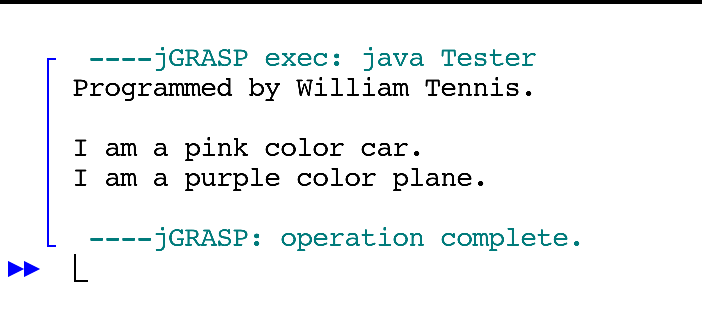 ----jGRASP exec: java Tester
Programmed by William Tennis.
I am a pink color car.
I am a purple color plane.
----jGRASP: operation complete.